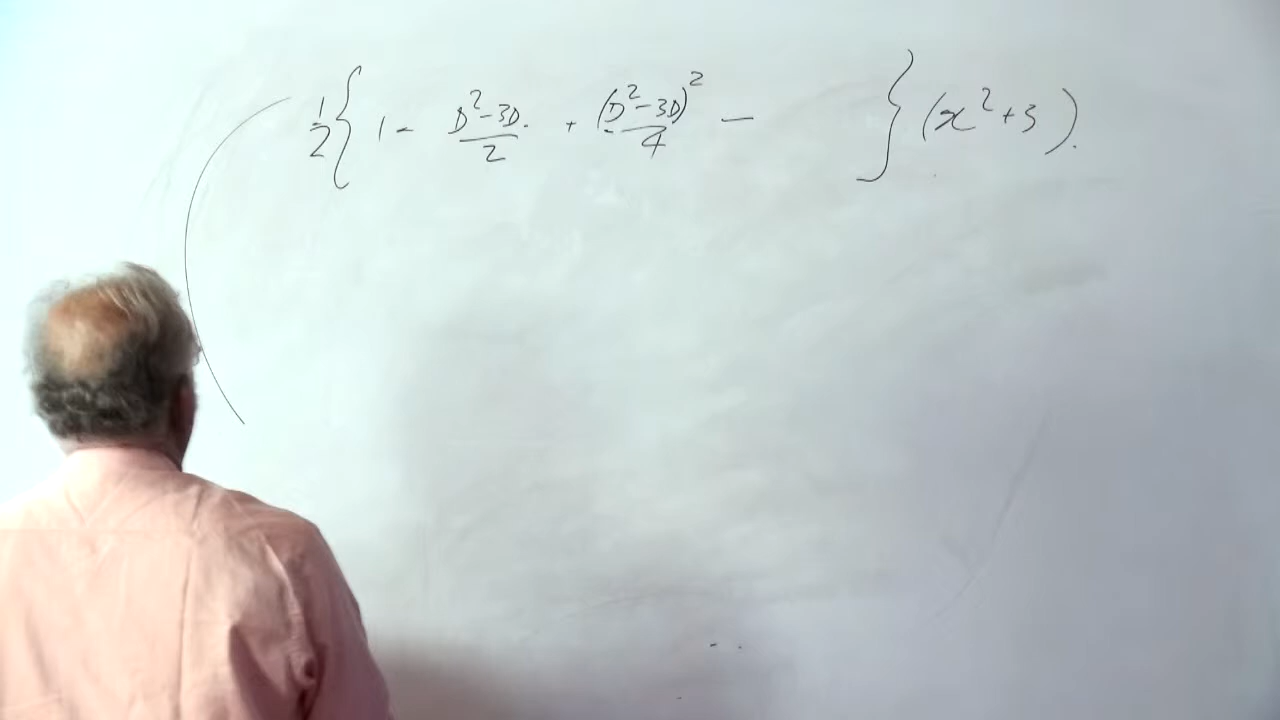 1/2 { 1 - (D²-3D)/2 + (D²-3D)²/4 - } (x²+3).